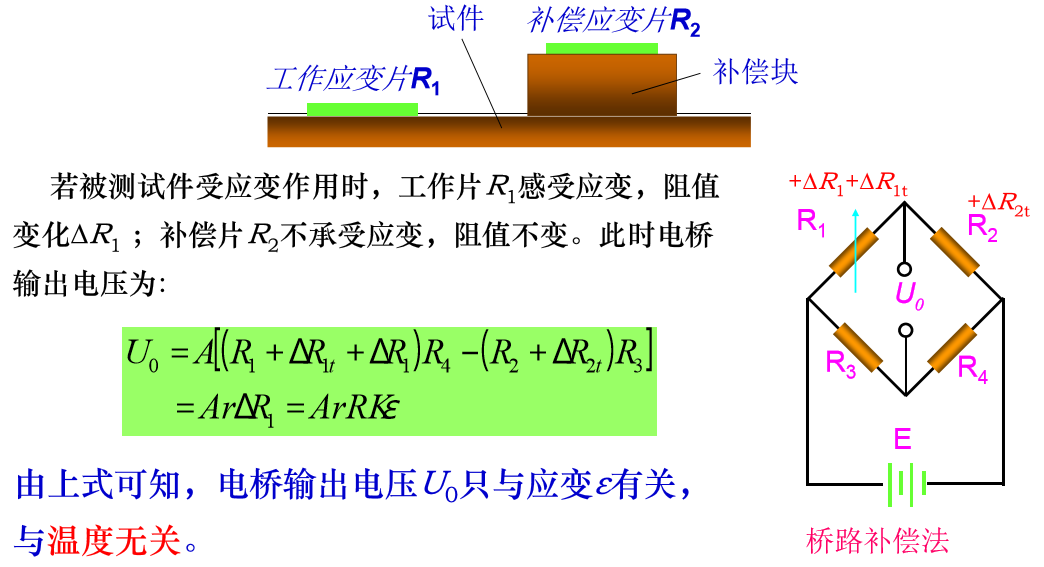 试件
补偿应变片R₂
工作应变片R₁
补偿块
若被测试件受应变作用时，工作片R₁感受应变，阻值
变化ΔR₁；补偿片R₂不承受应变，阻值不变。此时电桥
输出电压为:
U₀ = A[(R₁ + ΔR₁t + ΔR₁)R₄ −(R₂ + ΔR₂t)R₃]
= ArΔR₁ = ArRKε
由上式可知，电桥输出电压U₀只与应变ε有关，
与温度无关。
+ΔR₁+ΔR₁t
+ΔR₂t
R₁
R₂
U₀
R₃
R₄
E
桥路补偿法